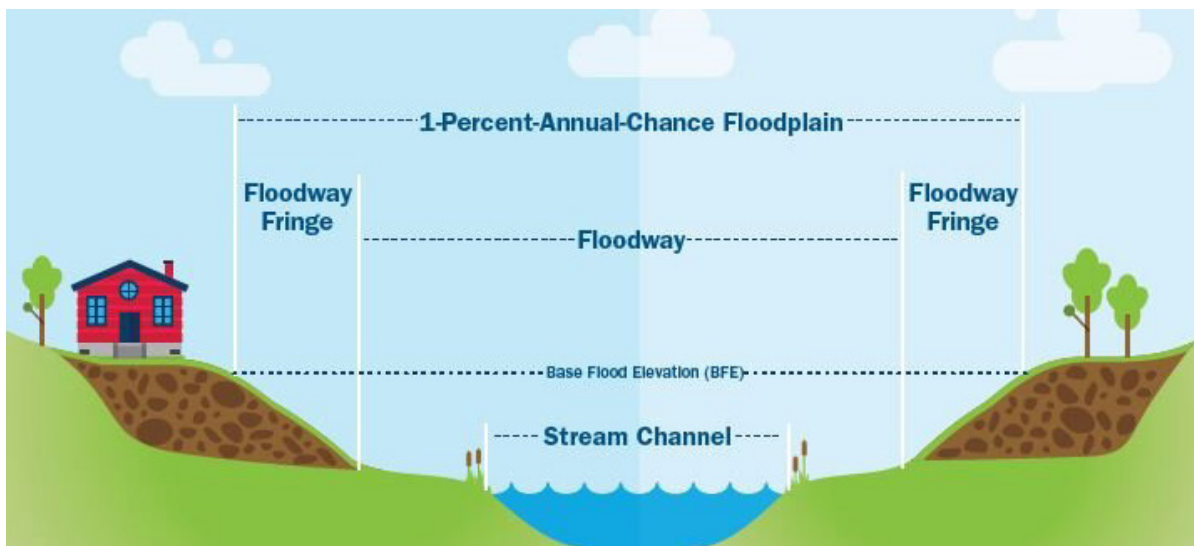 1-Percent-Annual-Chance Floodplain
Floodway
Fringe
Floodway
Fringe
Floodway
Base Flood Elevation (BFE)
Stream Channel